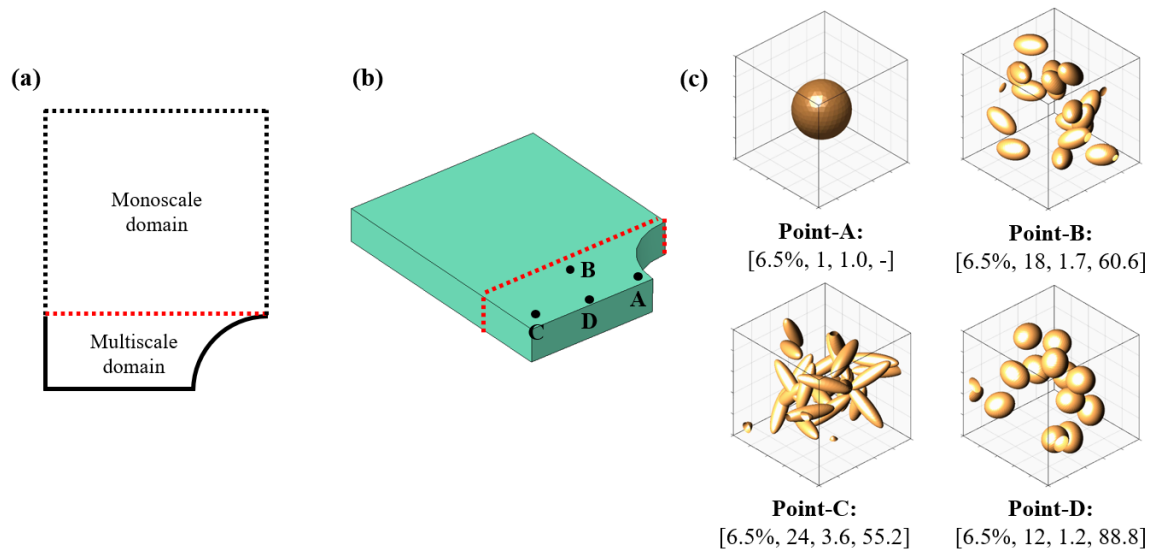 (a)
Monoscale
domain
Multiscale
domain
(b)
B
A
D
C
(c)
Point-A:
[6.5%, 1, 1.0, -]
Point-B:
[6.5%, 18, 1.7, 60.6]
Point-C:
[6.5%, 24, 3.6, 55.2]
Point-D:
[6.5%, 12, 1.2, 88.8]